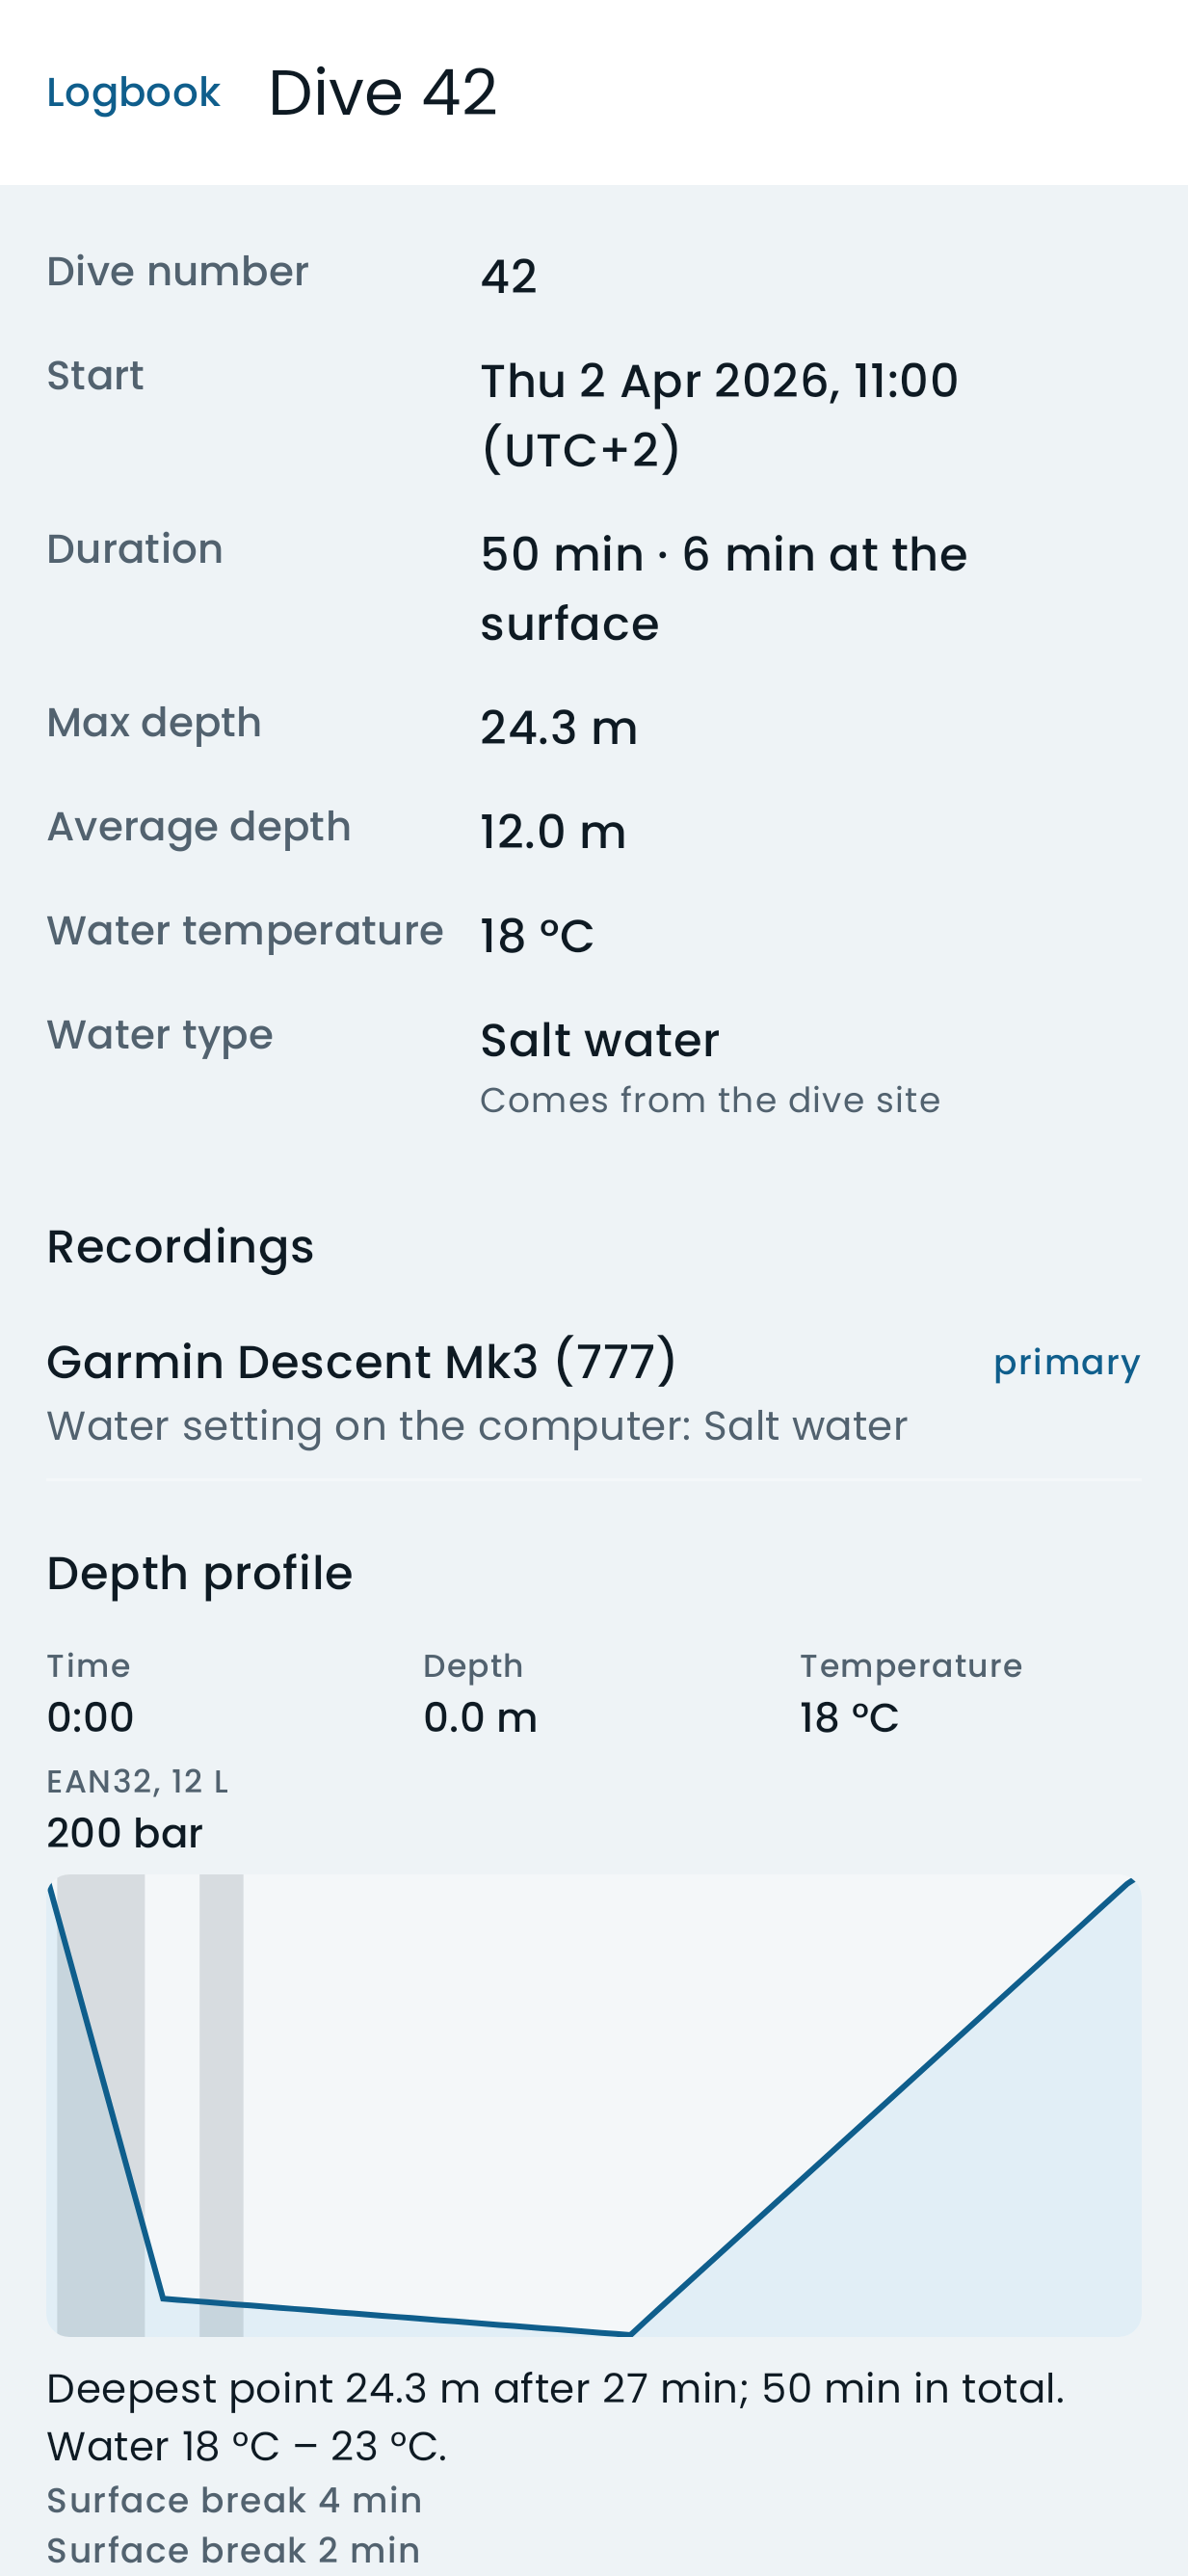 Logbook Dive 42
Dive number 42
Start Thu 2 Apr 2026, 11:00
(UTC+2)
Duration 50 min · 6 min at the
surface
Max depth 24.3 m
Average depth 12.0 m
Water temperature 18 °C
Water type Salt water
Comes from the dive site
Recordings
Garmin Descent Mk3 (777) primary
Water setting on the computer: Salt water
Depth profile
Time Depth Temperature
0:00 0.0 m 18 °C
EAN32, 12 L
200 bar
Deepest point 24.3 m after 27 min; 50 min in total.
Water 18 °C – 23 °C.
Surface break 4 min
Surface break 2 min